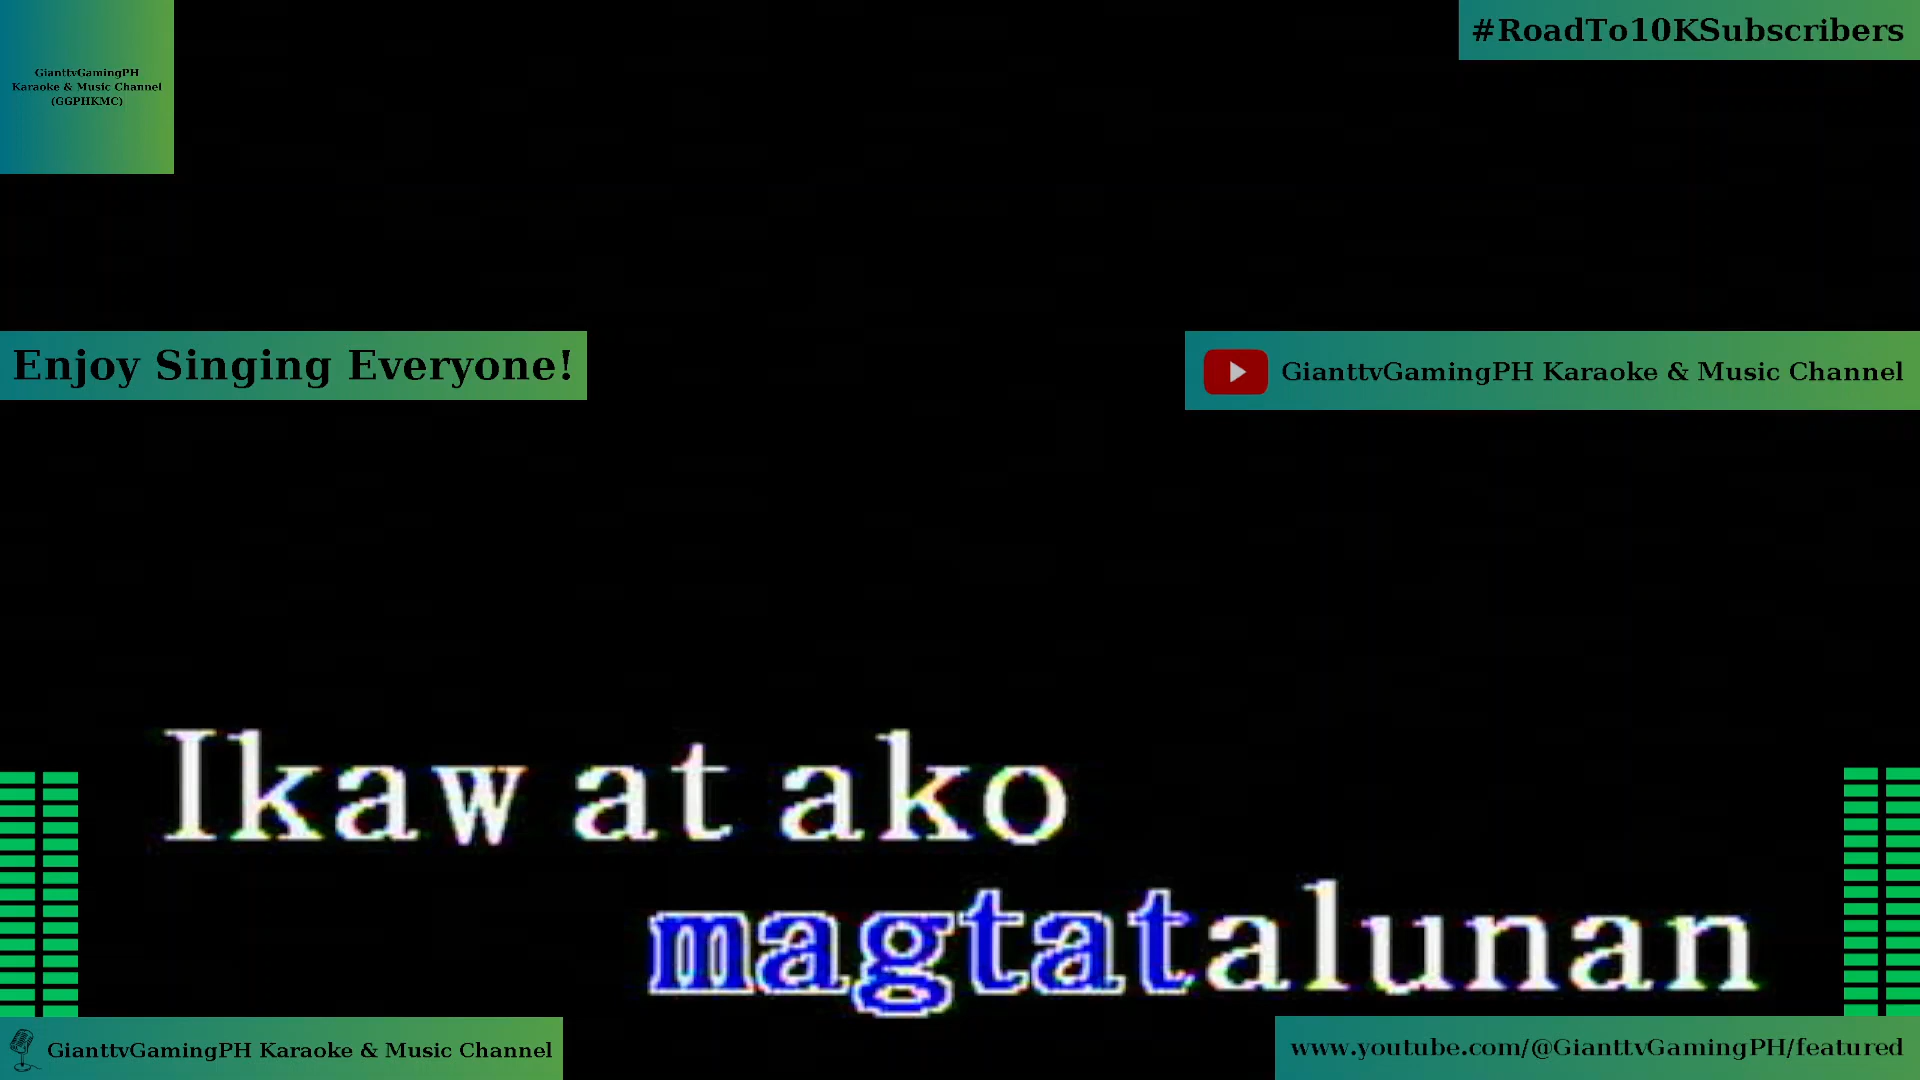 GianttvGamingPH
Karaoke & Music Channel
(GGPHKMC)
#RoadTo10KSubscribers
Enjoy Singing Everyone!
GianttvGamingPH Karaoke & Music Channel
Ikaw at ako
magtatalunan
GianttvGamingPH Karaoke & Music Channel
www.youtube.com/@GianttvGamingPH/featured